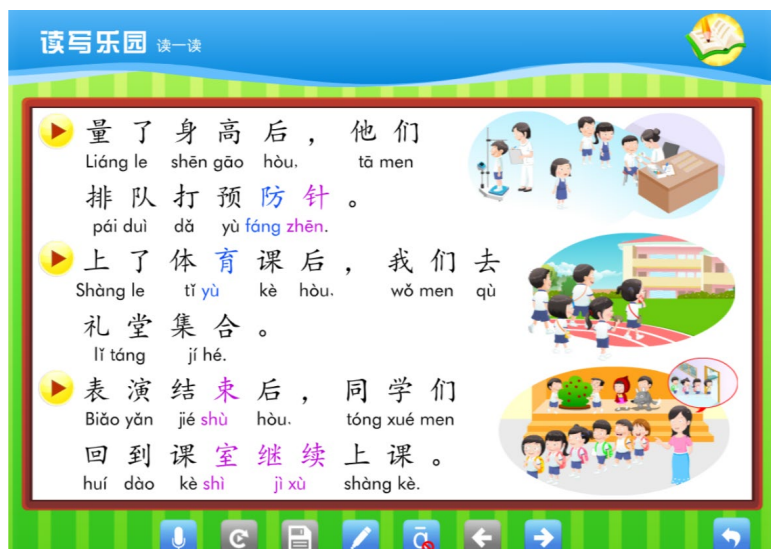 读写乐园 读一读
量了身高后，他们
Liáng le shēn gāo hòu, tā men
排队打预防针。
pái duì dǎ yù fáng zhēn.
上了体育课后，我们去
Shàng le tǐ yù kè hòu, wǒ men qù
礼堂集合。
lǐ táng jí hé.
表演结束后，同学们
Biǎo yǎn jié shù hòu, tóng xué men
回到课室继续上课。
huí dào kè shì jì xù shàng kè.
ā